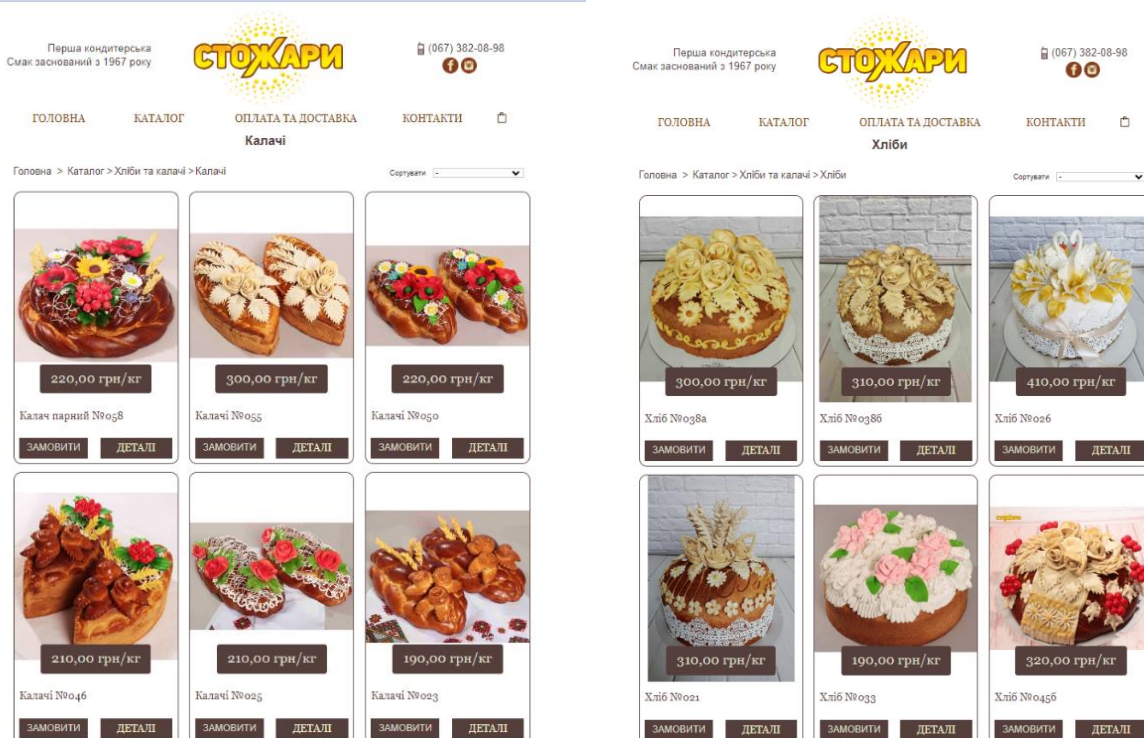 Перша кондитерська
Смак заснований з 1967 року
СТОЖАРИ
(067) 382-08-98
ГОЛОВНА КАТАЛОГ ОПЛАТА ТА ДОСТАВКА КОНТАКТИ
Калачі
Головна > Каталог > Хліби та калачі > Калачі
Сортувати -
220,00 грн/кг 300,00 грн/кг 220,00 грн/кг
Калач парний №058 Калачі №055 Калачі №050
ЗАМОВИТИ ДЕТАЛІ ЗАМОВИТИ ДЕТАЛІ ЗАМОВИТИ ДЕТАЛІ
210,00 грн/кг 210,00 грн/кг 190,00 грн/кг
Калачі №046 Калачі №025 Калачі №023
ЗАМОВИТИ ДЕТАЛІ ЗАМОВИТИ ДЕТАЛІ ЗАМОВИТИ ДЕТАЛІ
Перша кондитерська
Смак заснований з 1967 року
СТОЖАРИ
(067) 382-08-98
ГОЛОВНА КАТАЛОГ ОПЛАТА ТА ДОСТАВКА КОНТАКТИ
Хліби
Головна > Каталог > Хліби та калачі > Хліби
Сортувати -
300,00 грн/кг 310,00 грн/кг 410,00 грн/кг
Хліб №038а Хліб №038б Хліб №026
ЗАМОВИТИ ДЕТАЛІ ЗАМОВИТИ ДЕТАЛІ ЗАМОВИТИ ДЕТАЛІ
СТОЖАРИ
310,00 грн/кг 190,00 грн/кг 320,00 грн/кг
Хліб №021 Хліб №033 Хліб №045б
ЗАМОВИТИ ДЕТАЛІ ЗАМОВИТИ ДЕТАЛІ ЗАМОВИТИ ДЕТАЛІ